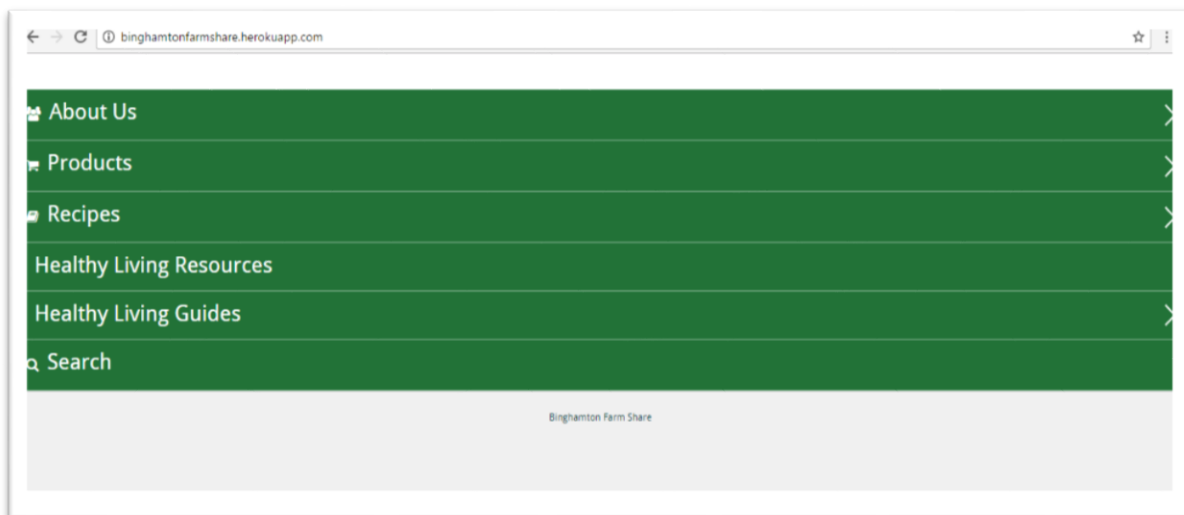 binghamtonfarmshare.herokuapp.com
About Us
Products
Recipes
Healthy Living Resources
Healthy Living Guides
Search
Binghamton Farm Share